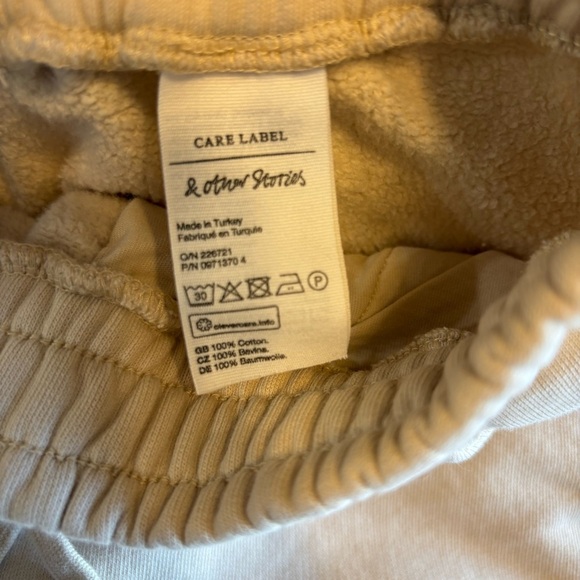 CARE LABEL
& Other Stories
Made in Turkey
Fabriqué en Turquie
O/N 226721
P/N 0971370 4
30 P
clevercare.info
GB 100% Cotton.
CZ 100% Bavlna.
DE 100% Baumwolle.